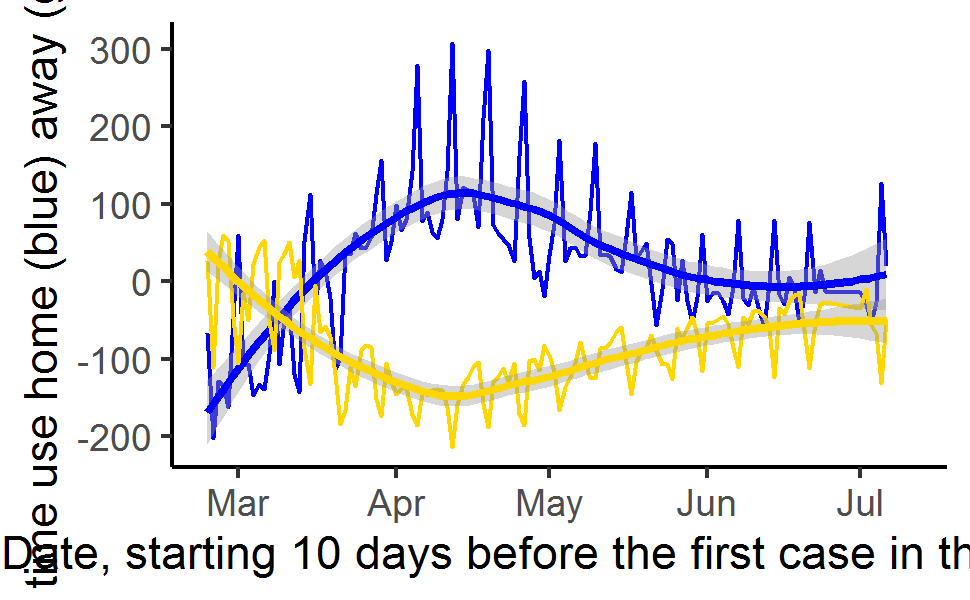 time use home (blue) away (
300
200
100
0
-100
-200
Mar Apr May Jun Jul
Date, starting 10 days before the first case in th